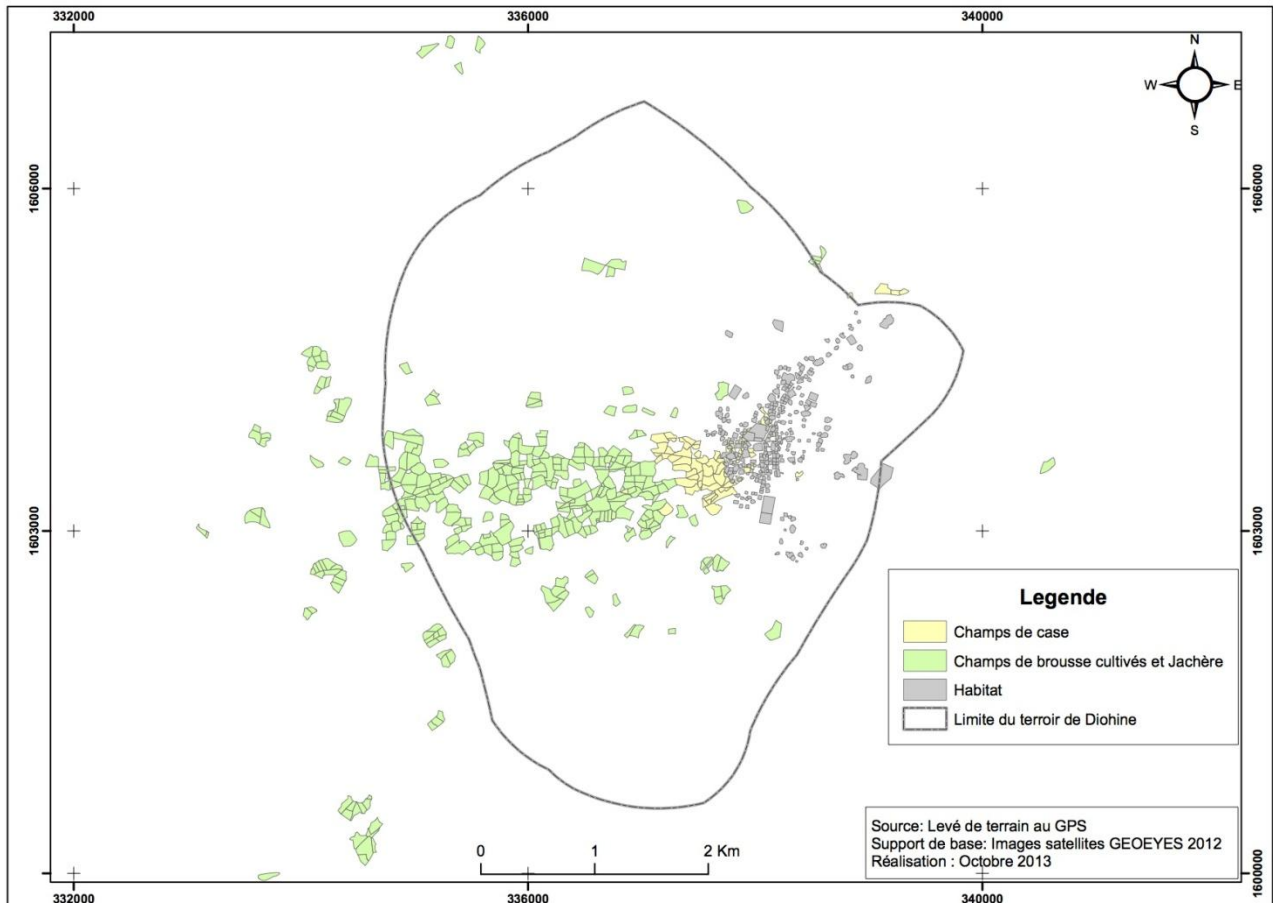 332000
336000
340000
N
W
E
S
1606000
1606000
1603000
1603000
Legende
Champs de case
Champs de brousse cultivés et Jachère
Habitat
Limite du terroir de Diohine
Source: Levé de terrain au GPS
Support de base: Images satellites GEOEYES 2012
Réalisation : Octobre 2013
0 1 2 Km
1600000
1600000
332000
336000
340000